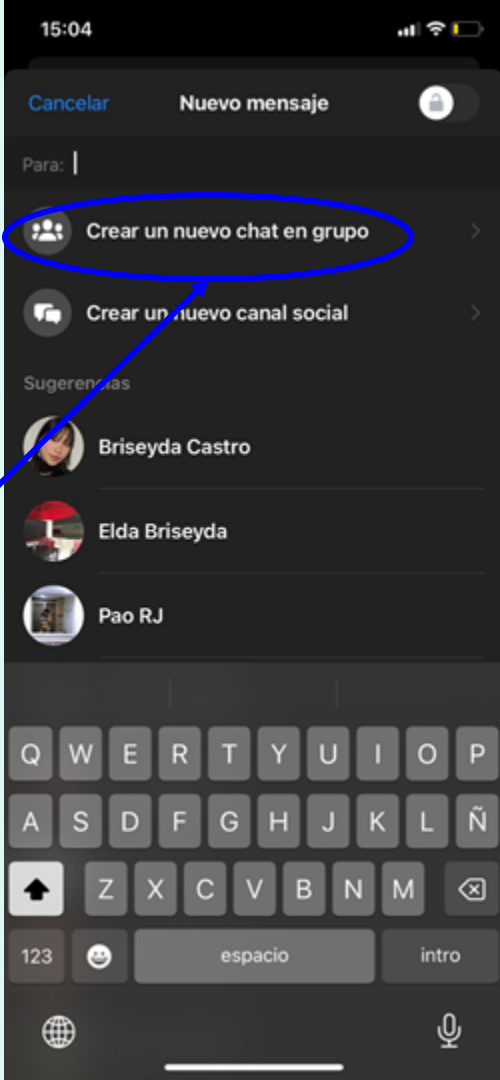 15:04
Cancelar Nuevo mensaje
Para:
Crear un nuevo chat en grupo
Crear un nuevo canal social
Sugerencias
Briseyda Castro
Elda Briseyda
Pao RJ
Q W E R T Y U I O P
A S D F G H J K L Ñ
Z X C V B N M
123 espacio intro